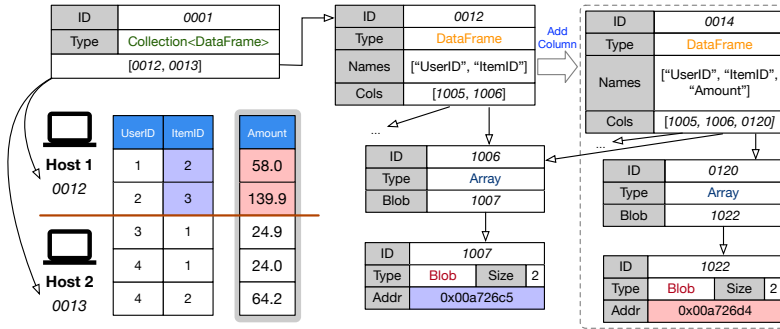 ID 0001
Type Collection<DataFrame>
[0012, 0013]
ID 0012
Type DataFrame
Names [“UserID”, “ItemID”]
Cols [1005, 1006]
Add
Column
ID 0014
Type DataFrame
Names [“UserID”, “ItemID”,
“Amount”]
Cols [1005, 1006, 0120]
...
...
Host 1
0012
Host 2
0013
UserID ItemID Amount
1 2 58.0
2 3 139.9
3 1 24.9
4 1 24.0
4 2 64.2
ID 1006
Type Array
Blob 1007
ID 1007
Type Blob Size 2
Addr 0x00a726c5
ID 0120
Type Array
Blob 1022
ID 1022
Type Blob Size 2
Addr 0x00a726d4